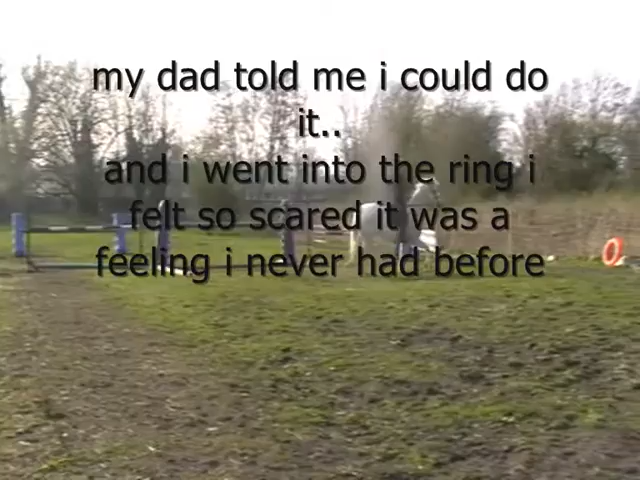 my dad told me i could do
it..
and i went into the ring i
felt so scared it was a
feeling i never had before